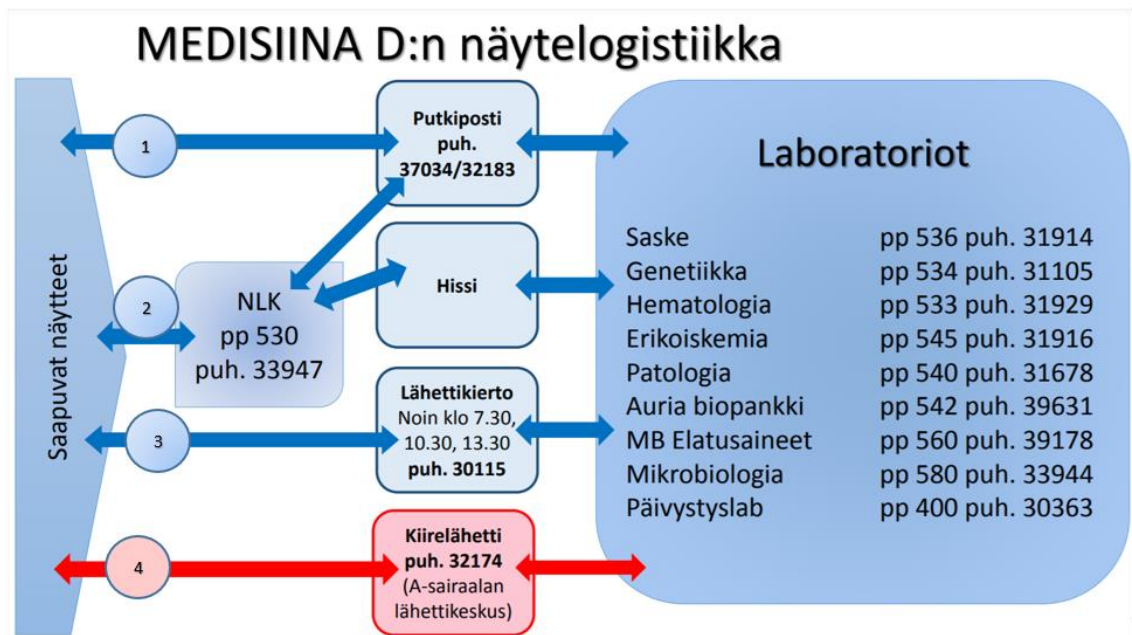 MEDISIINA D:n näytelogistiikka
Saapuvat näytteet
1
2
3
4
NLK
pp 530
puh. 33947
Putkiposti
puh.
37034/32183
Hissi
Lähettikierto
Noin klo 7.30,
10.30, 13.30
puh. 30115
Kiirelähetti
puh. 32174
(A-sairaalan
lähettikeskus)
Laboratoriot
Saske pp 536 puh. 31914
Genetiikka pp 534 puh. 31105
Hematologia pp 533 puh. 31929
Erikoiskemia pp 545 puh. 31916
Patologia pp 540 puh. 31678
Auria biopankki pp 542 puh. 39631
MB Elatusaineet pp 560 puh. 39178
Mikrobiologia pp 580 puh. 33944
Päivystyslab pp 400 puh. 30363